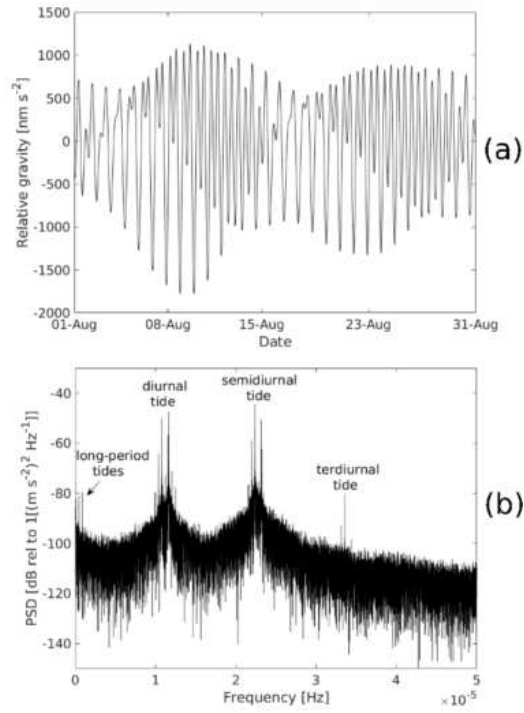 1500
1000
500
0
-500
-1000
-1500
-2000
Relative gravity [nm s⁻²]
01-Aug 08-Aug 15-Aug 23-Aug 31-Aug
Date
(a)
-40
-60
-80
-100
-120
-140
PSD [dB rel to 1[(m s⁻²)² Hz⁻¹]]
long-period
tides
diurnal
tide
semidiurnal
tide
terdiurnal
tide
0 1 2 3 4 5
Frequency [Hz] ×10⁻⁵
(b)